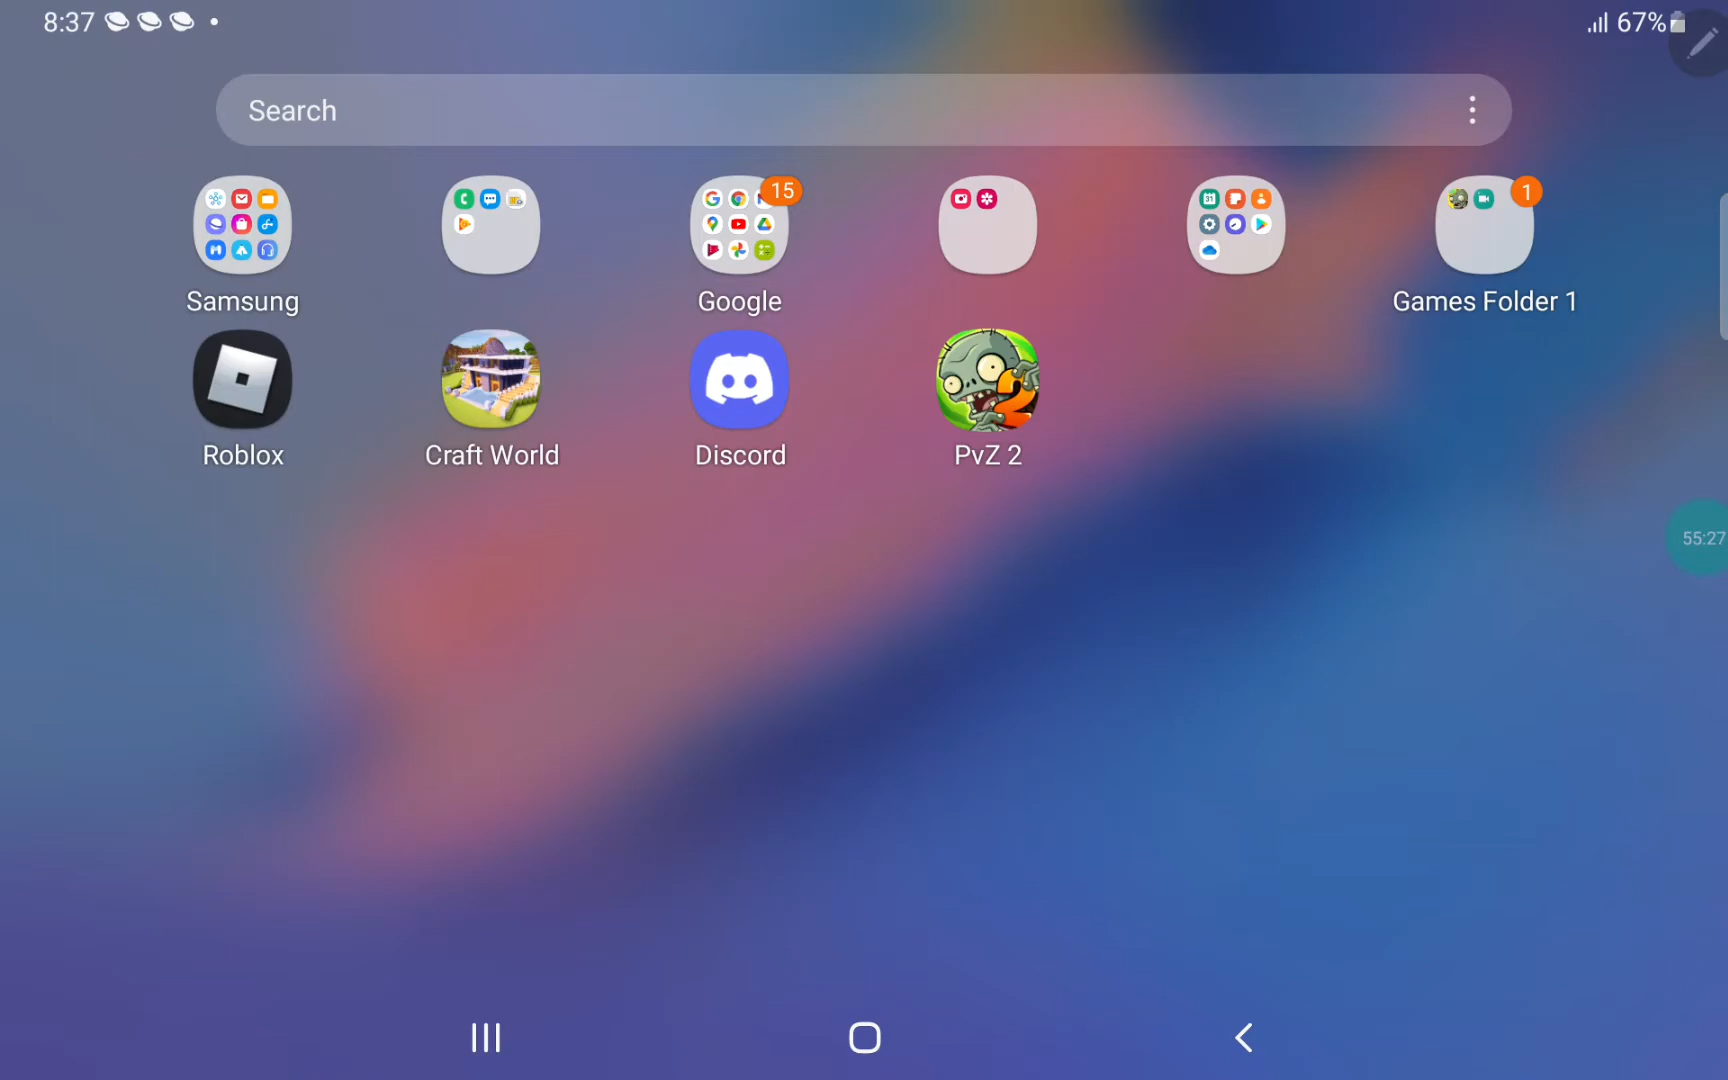 8:37
67%
Search
15
1
Samsung
Google
Games Folder 1
Roblox
Craft World
Discord
PvZ 2
55:27